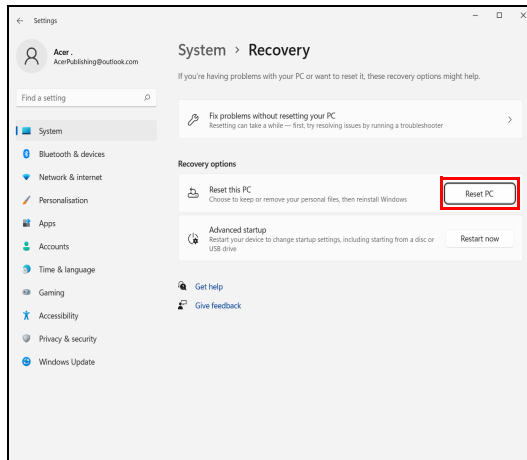 Settings
Acer .
AcerPublishing@outlook.com
Find a setting
System
Bluetooth & devices
Network & internet
Personalisation
Apps
Accounts
Time & language
Gaming
Accessibility
Privacy & security
Windows Update
System > Recovery
If you're having problems with your PC or want to reset it, these recovery options might help.
Fix problems without resetting your PC
Resetting can take a while — first, try resolving issues by running a troubleshooter
Recovery options
Reset this PC
Choose to keep or remove your personal files, then reinstall Windows
Reset PC
Advanced startup
Restart your device to change startup settings, including starting from a disc or
USB drive
Restart now
Get help
Give feedback